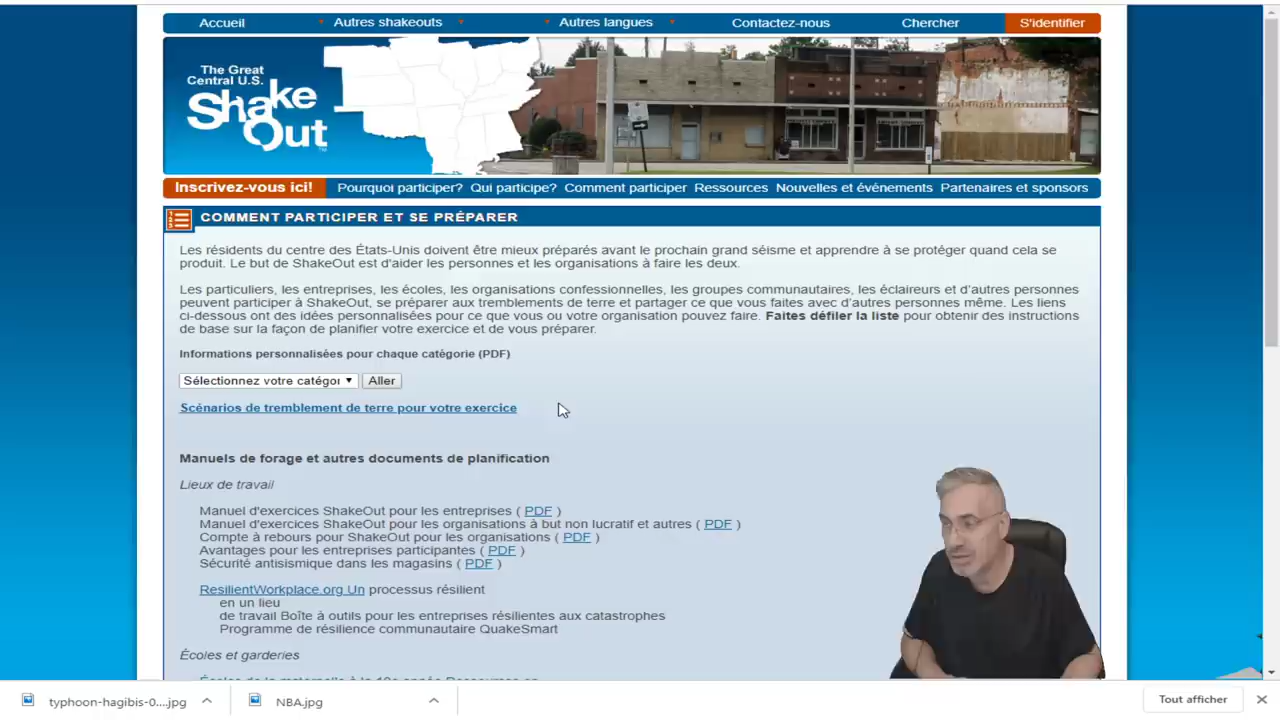 Accueil
Autres shakeouts
Autres langues
Contactez-nous
Chercher
S'identifier
The Great
Central U.S.
Shake
Out
Inscrivez-vous ici!
Pourquoi participer? Qui participe? Comment participer Ressources Nouvelles et événements Partenaires et sponsors
COMMENT PARTICIPER ET SE PRÉPARER
Les résidents du centre des États-Unis doivent être mieux préparés avant le prochain grand séisme et apprendre à se protéger quand cela se
produit. Le but de ShakeOut est d'aider les personnes et les organisations à faire les deux.
Les particuliers, les entreprises, les écoles, les organisations confessionnelles, les groupes communautaires, les éclaireurs et d'autres personnes
peuvent participer à ShakeOut, se préparer aux tremblements de terre et partager ce que vous faites avec d'autres personnes même. Les liens
ci-dessous ont des idées personnalisées pour ce que vous ou votre organisation pouvez faire. Faites défiler la liste pour obtenir des instructions
de base sur la façon de planifier votre exercice et de vous préparer.
Informations personnalisées pour chaque catégorie (PDF)
Sélectionnez votre catégor
Aller
Scénarios de tremblement de terre pour votre exercice
Manuels de forage et autres documents de planification
Lieux de travail
Manuel d'exercices ShakeOut pour les entreprises ( PDF )
Manuel d'exercices ShakeOut pour les organisations à but non lucratif et autres ( PDF )
Compte à rebours pour ShakeOut pour les organisations ( PDF )
Avantages pour les entreprises participantes ( PDF )
Sécurité antisismique dans les magasins ( PDF )
ResilientWorkplace.org Un processus résilient
en un lieu
de travail Boîte à outils pour les entreprises résilientes aux catastrophes
Programme de résilience communautaire QuakeSmart
Écoles et garderies
typhoon-hagibis-0....jpg
NBA.jpg
Tout afficher